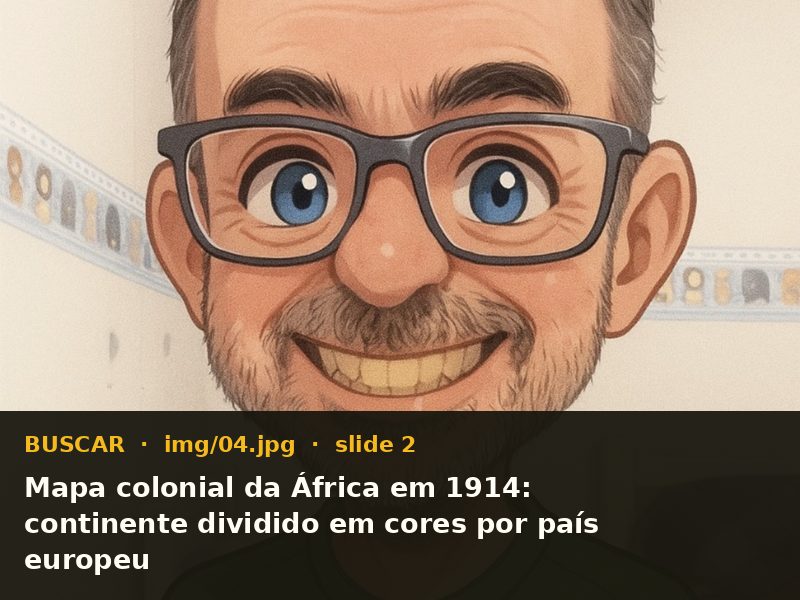 BUSCAR · img/04.jpg · slide 2
Mapa colonial da África em 1914:
continente dividido em cores por país
europeu